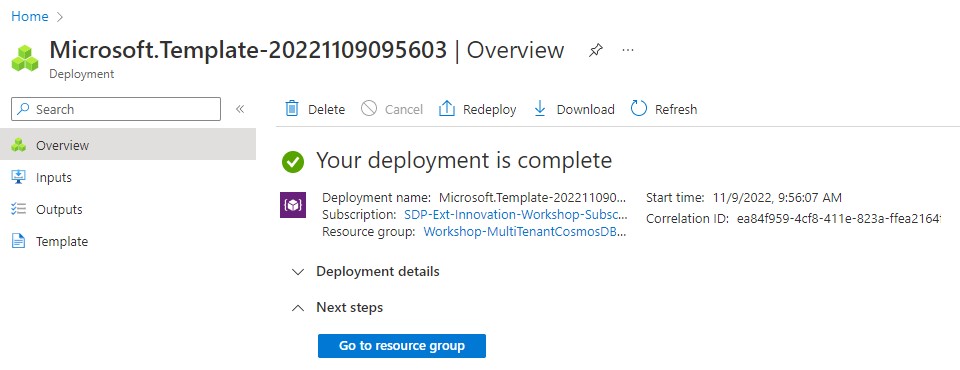 Home >
Microsoft.Template-20221109095603 | Overview ...
Deployment
Search «
Delete Cancel Redeploy Download Refresh
Overview
Inputs
Outputs
Template
Your deployment is complete
Deployment name: Microsoft.Template-202211090...
Subscription: SDP-Ext-Innovation-Workshop-Subsc...
Resource group: Workshop-MultiTenantCosmosDB...
Start time: 11/9/2022, 9:56:07 AM
Correlation ID: ea84f959-4cf8-411e-823a-ffea2164
Deployment details
Next steps
Go to resource group